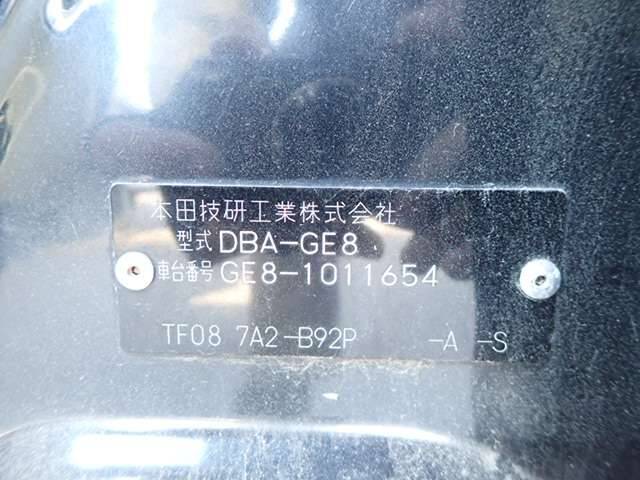 本田技研工業株式会社
型式 DBA-GE8
車台番号 GE8-1011654
TF08 7A2-B92P -A -S